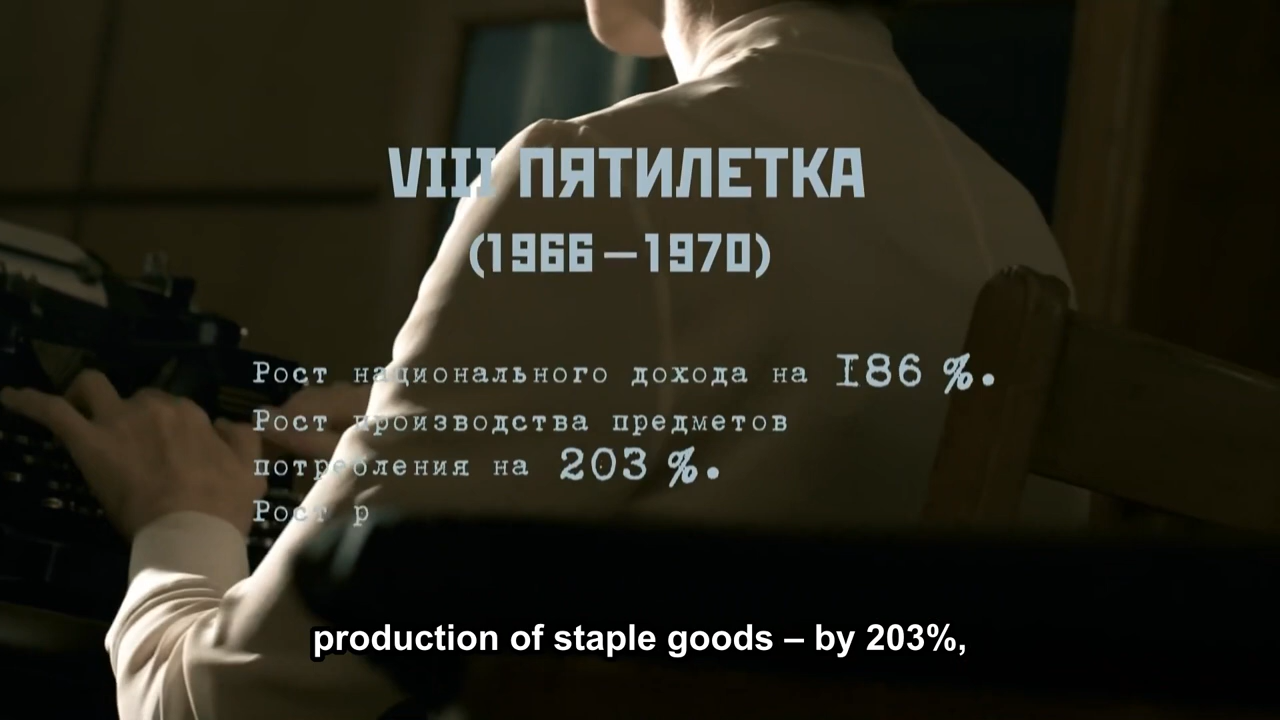 VIII ПЯТИЛЕТКА
(1966—1970)
Рост национального дохода на 186 %.
Рост производства предметов
потребления на 203 %.
Рост р
production of staple goods – by 203%,